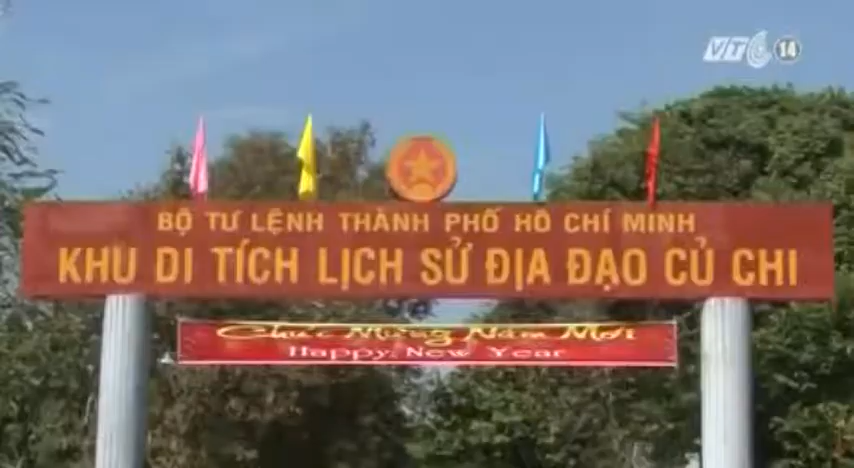 VTC 14
BỘ TƯ LỆNH THÀNH PHỐ HỒ CHÍ MINH
KHU DI TÍCH LỊCH SỬ ĐỊA ĐẠO CỦ CHI
Chúc Mừng Năm Mới
Happy New Year